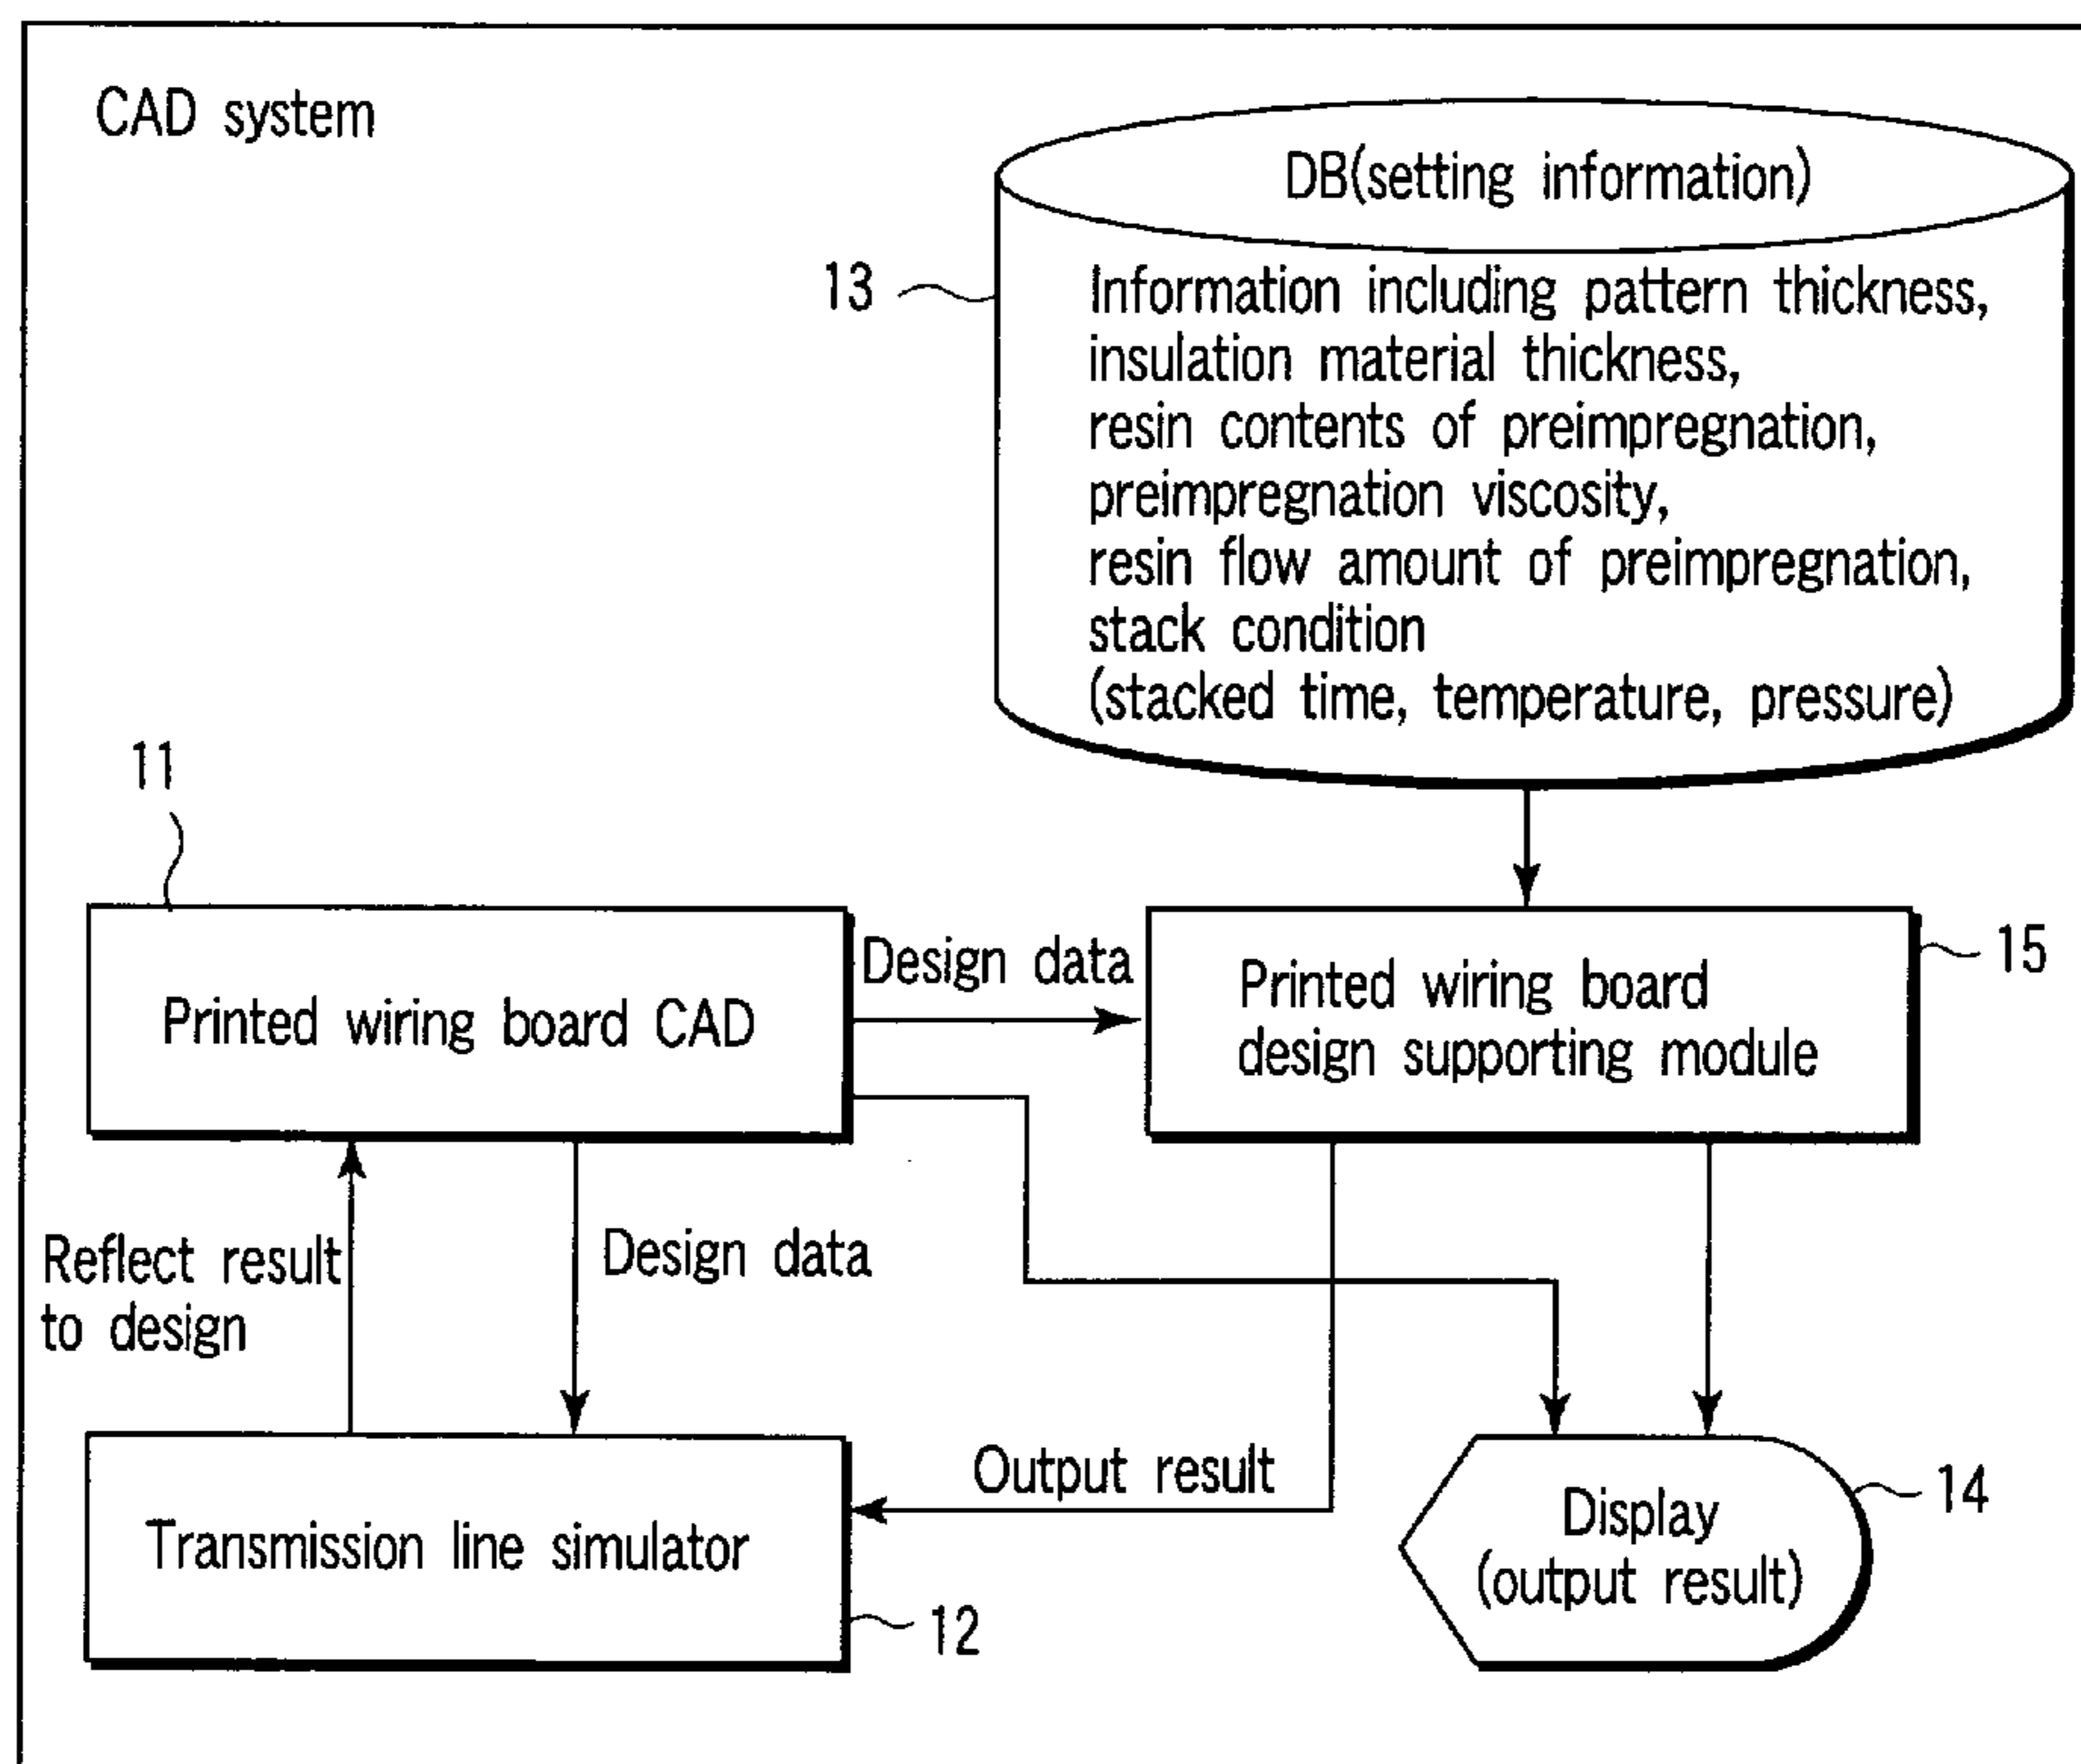 CAD system
DB(setting information)
13
Information including pattern thickness,
insulation material thickness,
resin contents of preimpregnation,
preimpregnation viscosity,
resin flow amount of preimpregnation,
stack condition
(stacked time, temperature, pressure)
11
Printed wiring board CAD
Design data
Printed wiring board
design supporting module
15
Reflect result
to design
Design data
Output result
Transmission line simulator
12
Display
(output result)
14